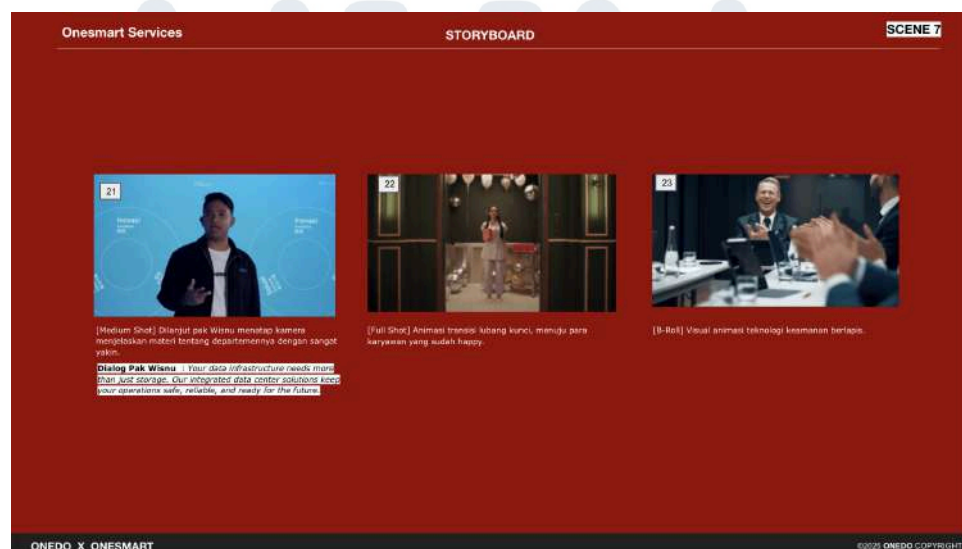 Onesmart Services
STORYBOARD
SCENE 7
21
22
23
[Medium Shot] Dilanjut pak Wisnu menatap kamera
menjelaskan materi tentang departemennya dengan sangat
yakin.
Dialog Pak Wisnu : Your data infrastructure needs more
than just storage. Our integrated data center solutions keep
your operations safe, reliable, and ready for the future.
[Full Shot] Animasi transisi lubang kunci, menuju para
karyawan yang sudah happy.
[B-Roll] Visual animasi teknologi keamanan berlapis.
ONEDO X ONESMART
©2025 ONEDO COPYRIGHT